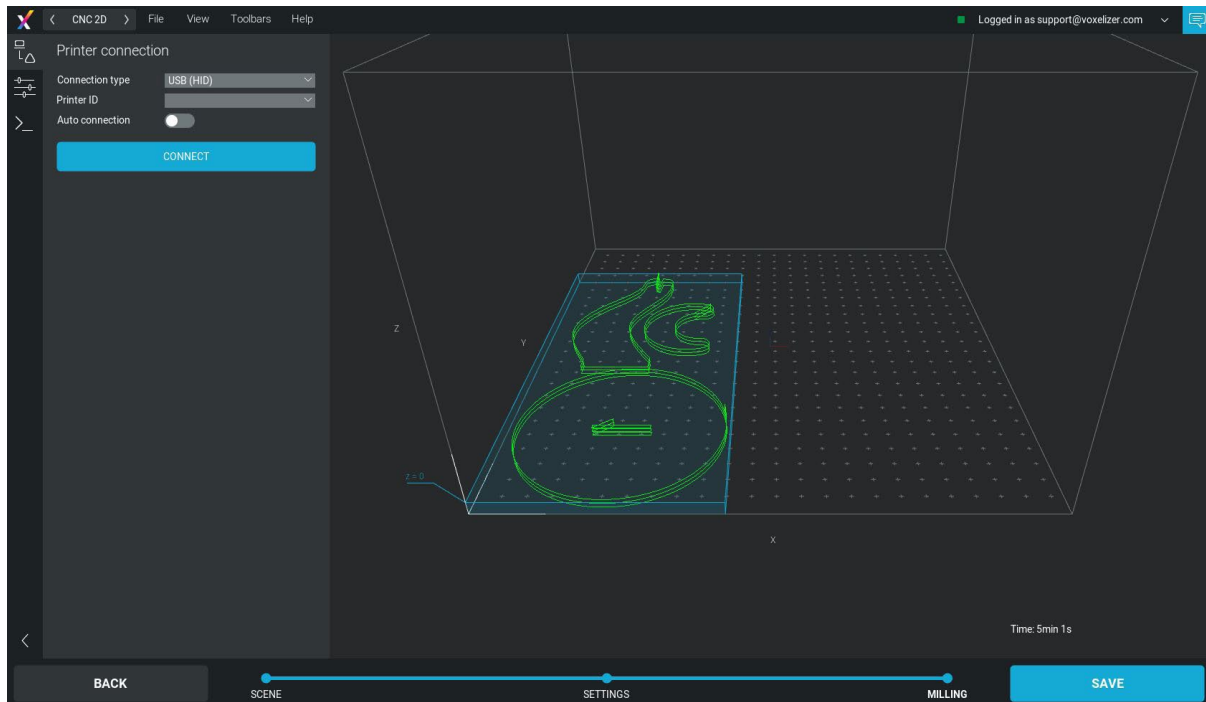 CNC 2D File View Toolbars Help Logged in as support@voxelizer.com
Printer connection
Connection type USB (HID)
Printer ID
Auto connection
CONNECT
Z
Y
z = 0
X
Time: 5min 1s
BACK SCENE SETTINGS MILLING SAVE